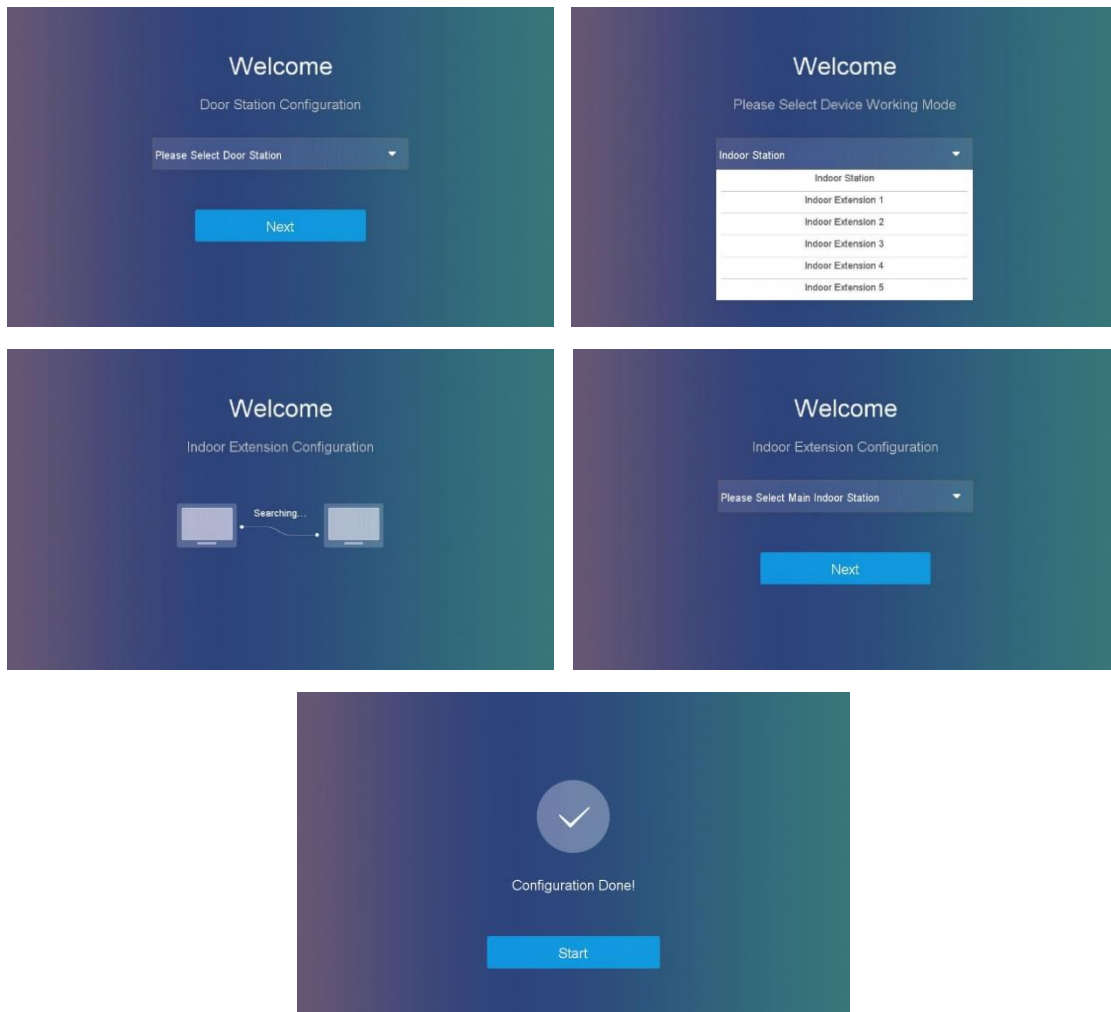 Welcome
Door Station Configuration
Please Select Door Station
Next
Welcome
Please Select Device Working Mode
Indoor Station
Indoor Station
Indoor Extension 1
Indoor Extension 2
Indoor Extension 3
Indoor Extension 4
Indoor Extension 5
Welcome
Indoor Extension Configuration
Searching...
Welcome
Indoor Extension Configuration
Please Select Main Indoor Station
Next
Configuration Done!
Start